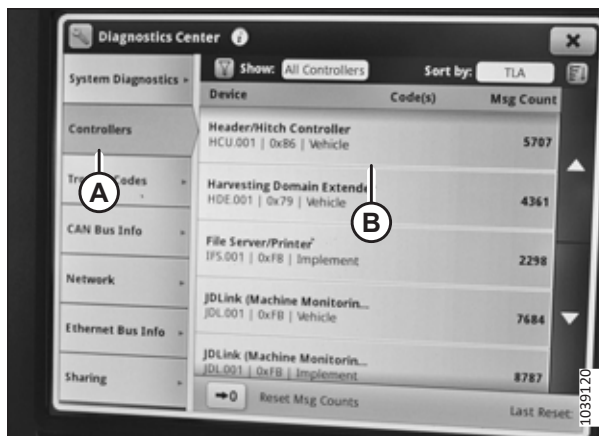 Diagnostics Center i
System Diagnostics
Show: All Controllers Sort by: TLA
Device Code(s) Msg Count
Controllers
Header/Hitch Controller
HCU.001 | 0x86 | Vehicle 5707
A
Codes
Harvesting Domain Extende
HDE.001 | 0x79 | Vehicle 4361
B
CAN Bus Info
File Server/Printer
IFS.001 | 0xFB | Implement 2298
Network
JDLink (Machine Monitorin...
JDL.001 | 0xFB | Vehicle 7684
Ethernet Bus Info
JDLink (Machine Monitorin...
JDL.001 | 0xFB | Implement 8787
Sharing
0 Reset Msg Counts Last Reset:
1039120